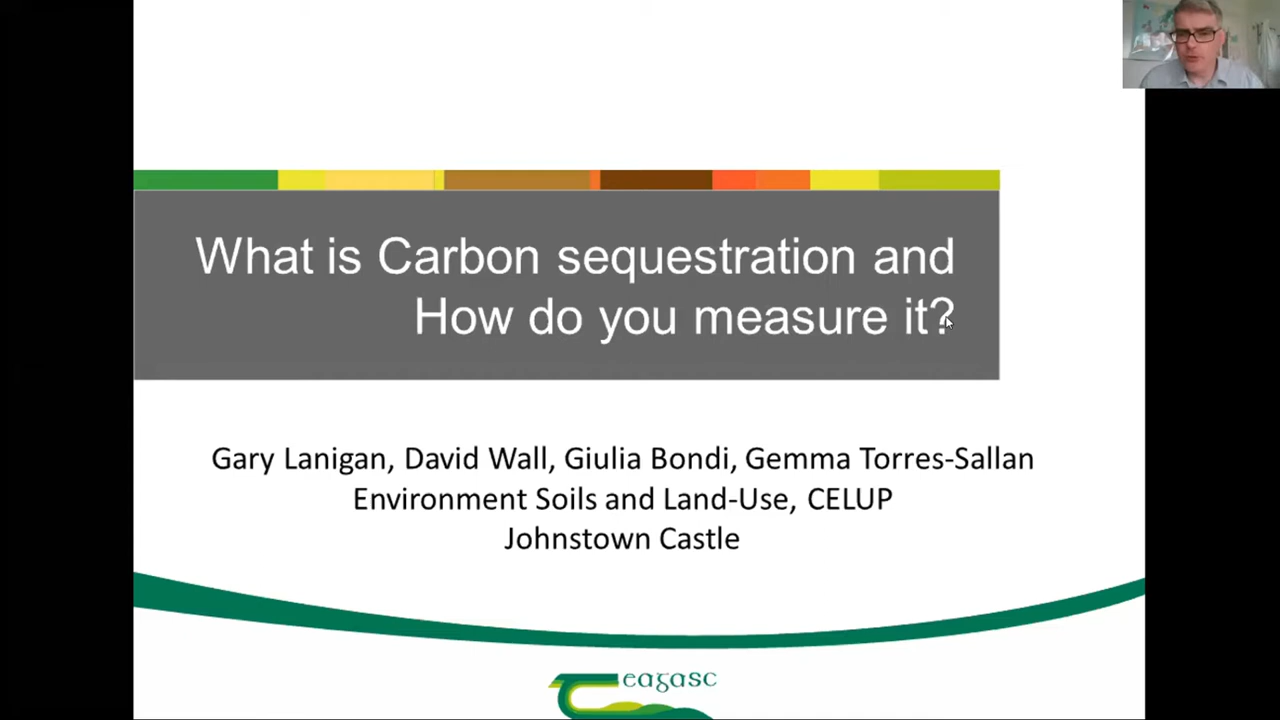 What is Carbon sequestration and
How do you measure it?
Gary Lanigan, David Wall, Giulia Bondi, Gemma Torres-Sallan
Environment Soils and Land-Use, CELUP
Johnstown Castle
Teagasc